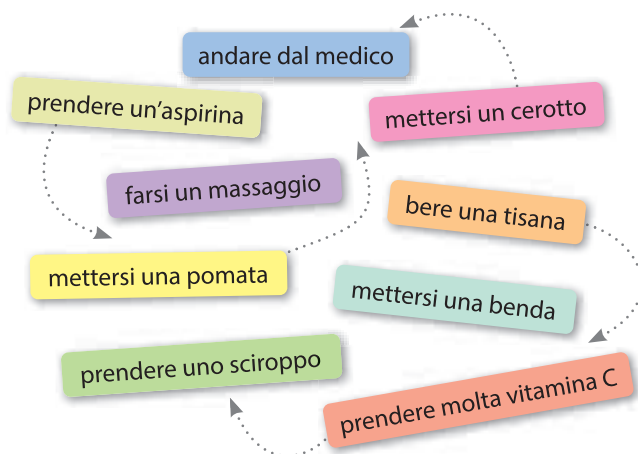 andare dal medico
prendere un'aspirina
mettersi un cerotto
farsi un massaggio
bere una tisana
mettersi una pomata
mettersi una benda
prendere uno sciroppo
prendere molta vitamina C